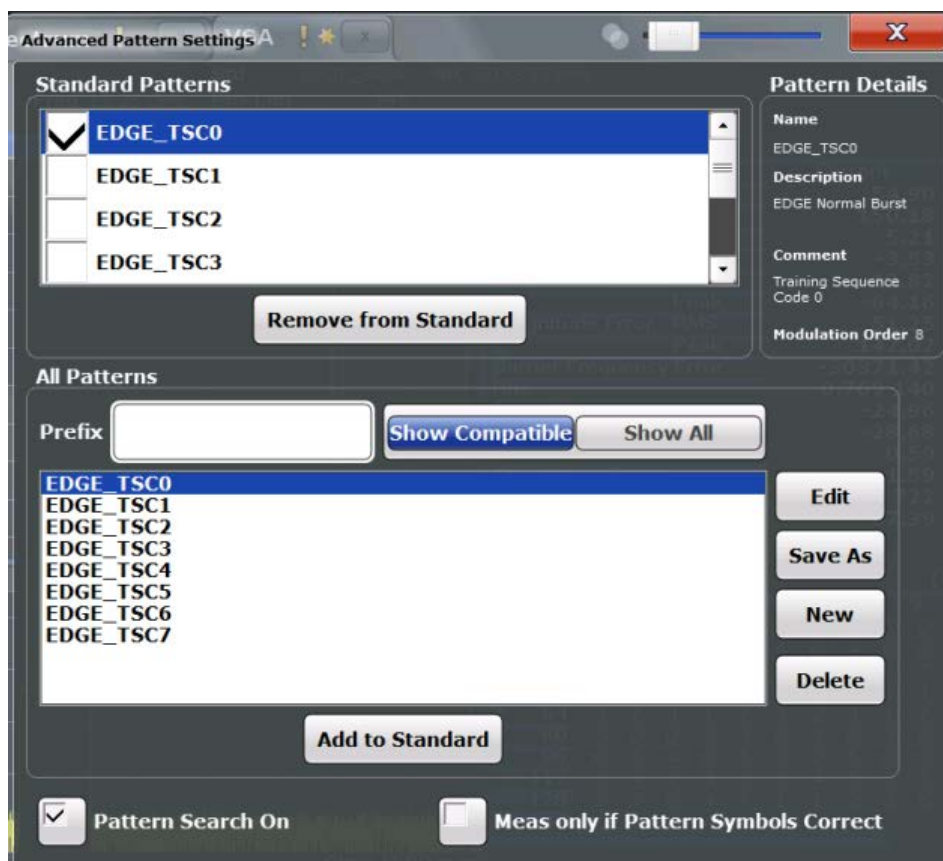 Advanced Pattern Settings
Standard Patterns
EDGE_TSC0
EDGE_TSC1
EDGE_TSC2
EDGE_TSC3
Remove from Standard
Pattern Details
Name
EDGE_TSC0
Description
EDGE Normal Burst
Comment
Training Sequence
Code 0
Modulation Order 8
All Patterns
Prefix
Show Compatible
Show All
EDGE_TSC0
EDGE_TSC1
EDGE_TSC2
EDGE_TSC3
EDGE_TSC4
EDGE_TSC5
EDGE_TSC6
EDGE_TSC7
Edit
Save As
New
Delete
Add to Standard
Pattern Search On
Meas only if Pattern Symbols Correct